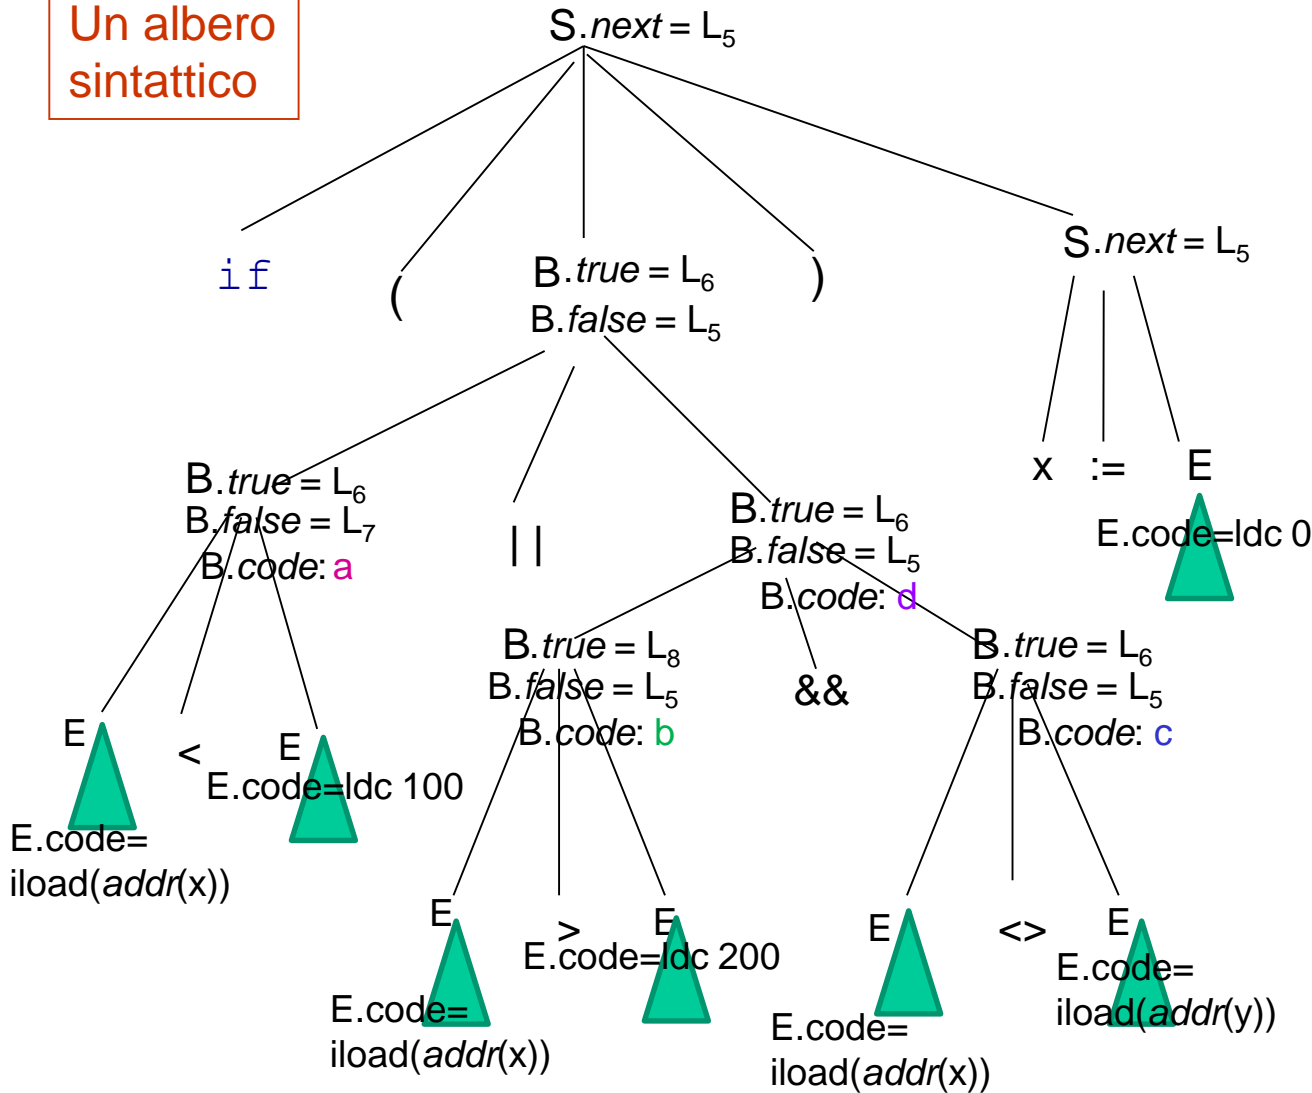 Un albero
sintattico
S.next = L5
if
(
B.true = L6
B.false = L5
)
S.next = L5
x := E
E.code=ldc 0
B.true = L6
B.false = L7
B.code: a
||
B.true = L6
B.false = L5
B.code: d
B.true = L8
B.false = L5
B.code: b
&&
B.true = L6
B.false = L5
B.code: c
E < E
E.code=ldc 100
E.code=
iload(addr(x))
E > E
E.code=ldc 200
E.code=
iload(addr(x))
E <> E
E.code=
iload(addr(y))
E.code=
iload(addr(x))